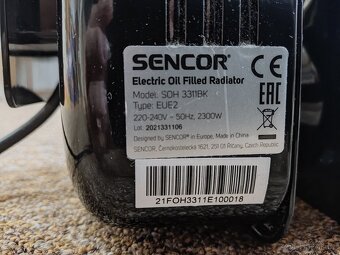 SENCOR®
Electric Oil Filled Radiator
Model: SOH 3311BK
Type: EUE2
220-240V ~ 50Hz, 2300W
Lot. 2021331106
Designed by SENCOR® in Europe, Made in China
SENCOR, Černokostelecká 1621, 251 01 Říčany, Czech Republic
CE
EAC
21FOH3311E100018